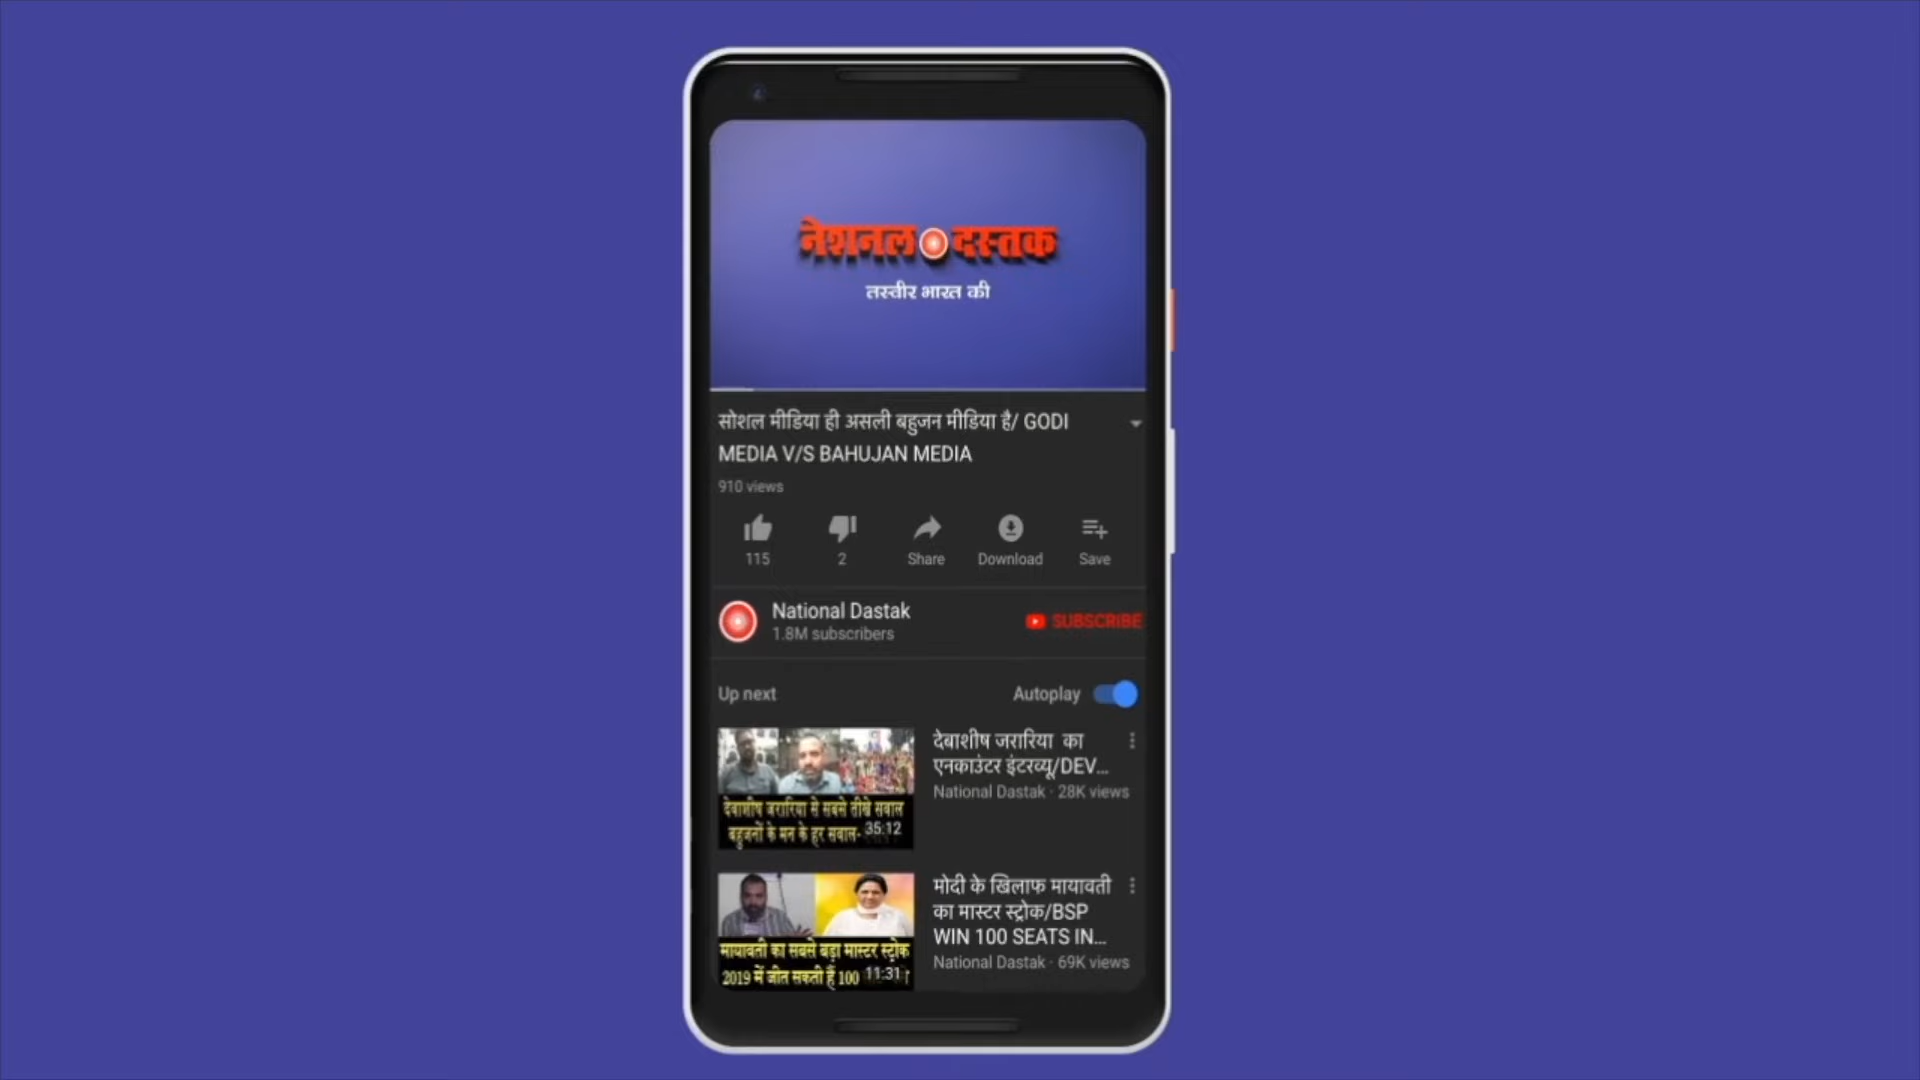 नेशनल दस्तक
तस्वीर भारत की
सोशल मीडिया ही असली बहुजन मीडिया है/ GODI
MEDIA V/S BAHUJAN MEDIA
910 views
115
2
Share
Download
Save
National Dastak
1.8M subscribers
SUBSCRIBE
Up next
Autoplay
देवाशीष जरारिया से सबसे तीखे सवाल
बहुजनों के मन के हर सवाल-
35:12
देबाशीष जरारिया का
एनकाउंटर इंटरव्यू/DEV...
National Dastak · 28K views
मायावती का सबसे बड़ा मास्टर स्ट्रोक
2019 में जीत सकती हैं 100
11:31
मोदी के खिलाफ मायावती
का मास्टर स्ट्रोक/BSP
WIN 100 SEATS IN...
National Dastak · 69K views